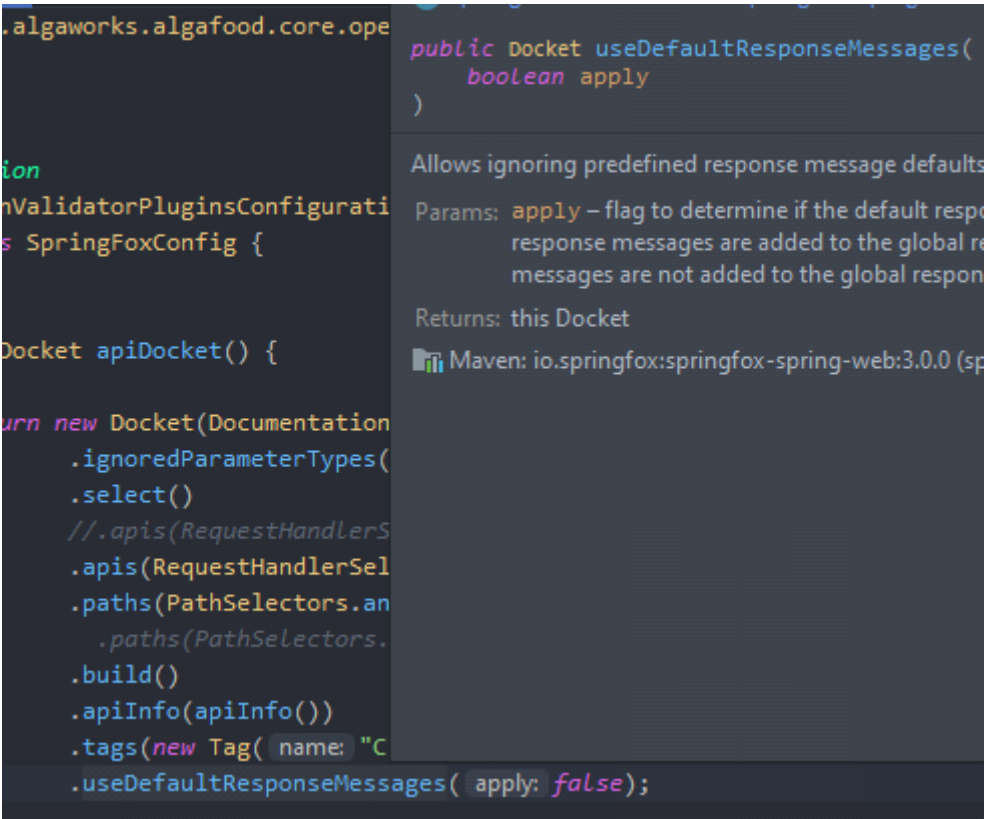 .algaworks.algafood.core.ope
public Docket useDefaultResponseMessages(
boolean apply
)
Allows ignoring predefined response message defaults
Params: apply – flag to determine if the default respo
response messages are added to the global re
messages are not added to the global respon
Returns: this Docket
Maven: io.springfox:springfox-spring-web:3.0.0 (sp
ion
nValidatorPluginsConfigurati
s SpringFoxConfig {
Docket apiDocket() {
urn new Docket(Documentation
.ignoredParameterTypes(
.select()
//.apis(RequestHandlerS
.apis(RequestHandlerSel
.paths(PathSelectors.an
.paths(PathSelectors.
.build()
.apiInfo(apiInfo())
.tags(new Tag( name: "C
.useDefaultResponseMessages( apply: false);